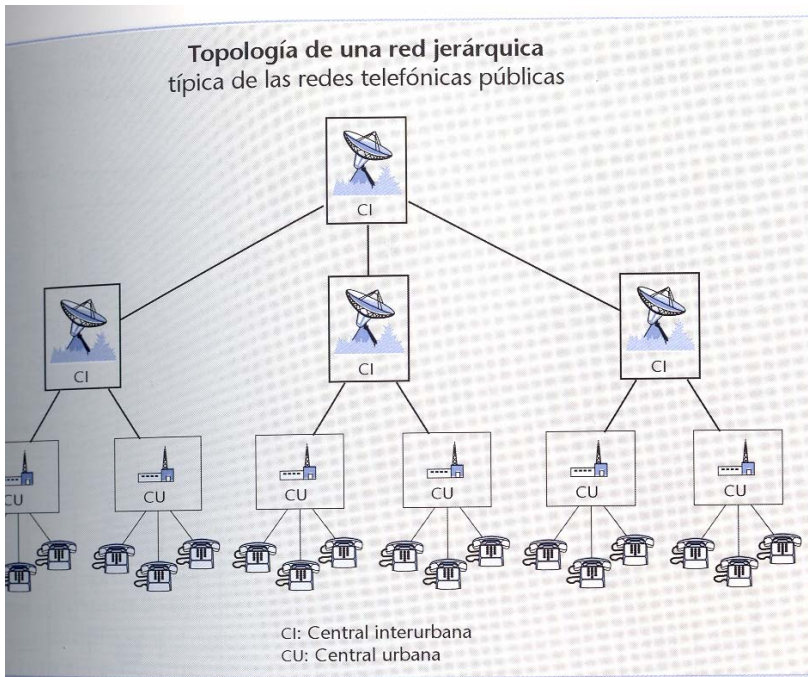 Topología de una red jerárquica
típica de las redes telefónicas públicas
CI
CI
CI
CI
CU
CU
CU
CU
CU
CU
CI: Central interurbana
CU: Central urbana